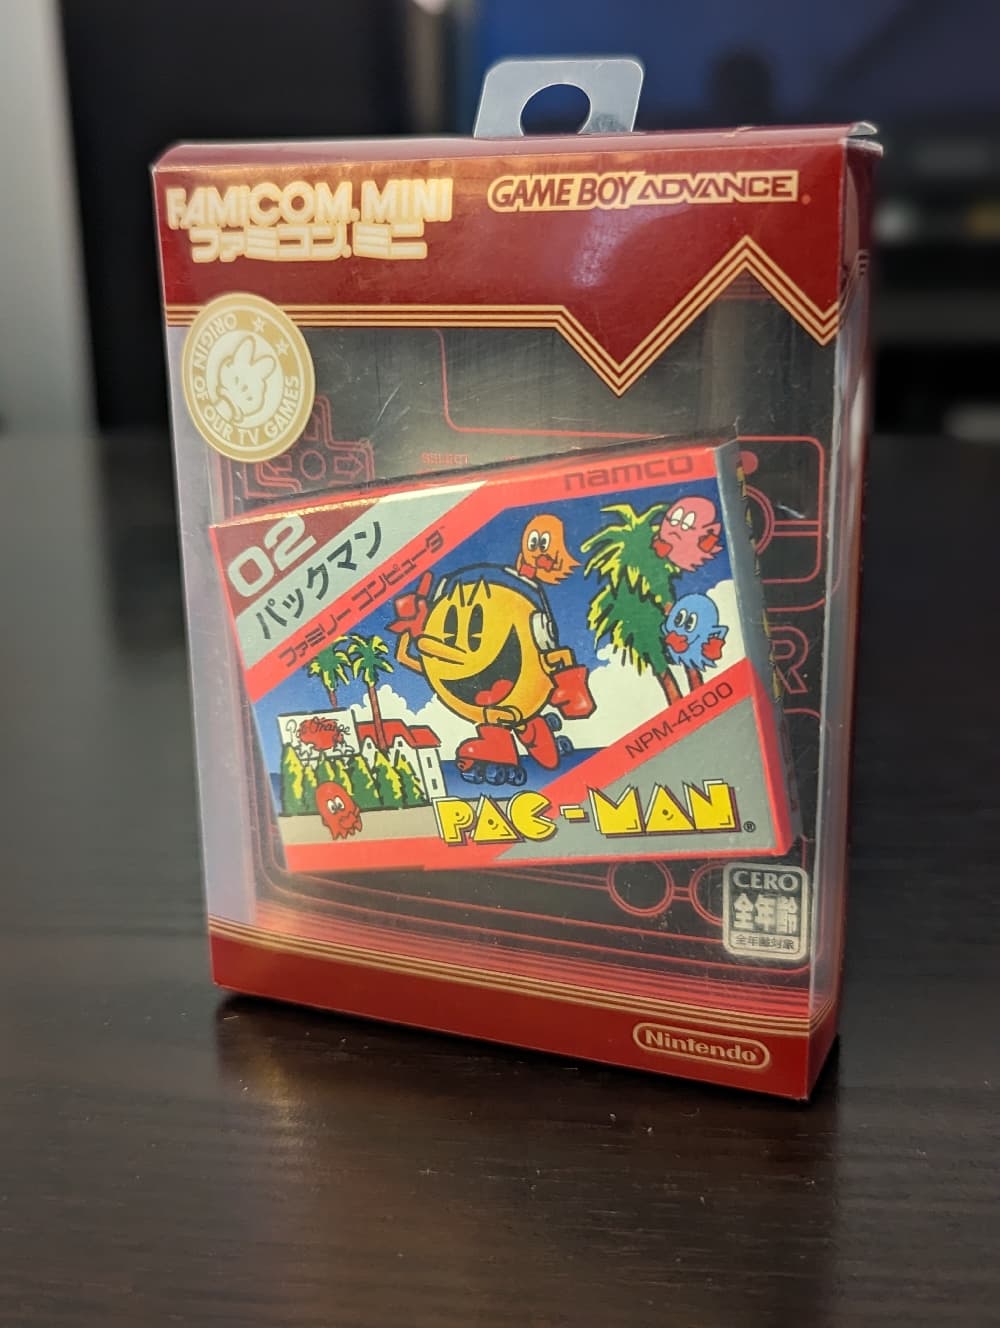 FAMICOM MINI
ファミコンミニ
GAME BOY ADVANCE
ORIGIN OF OUR TV GAMES
SELECT
namco
02
パックマン
ファミリーコンピュータ
NPM-4500
PAC-MAN®
R
CERO
全年齢
全年齢対象
Nintendo®